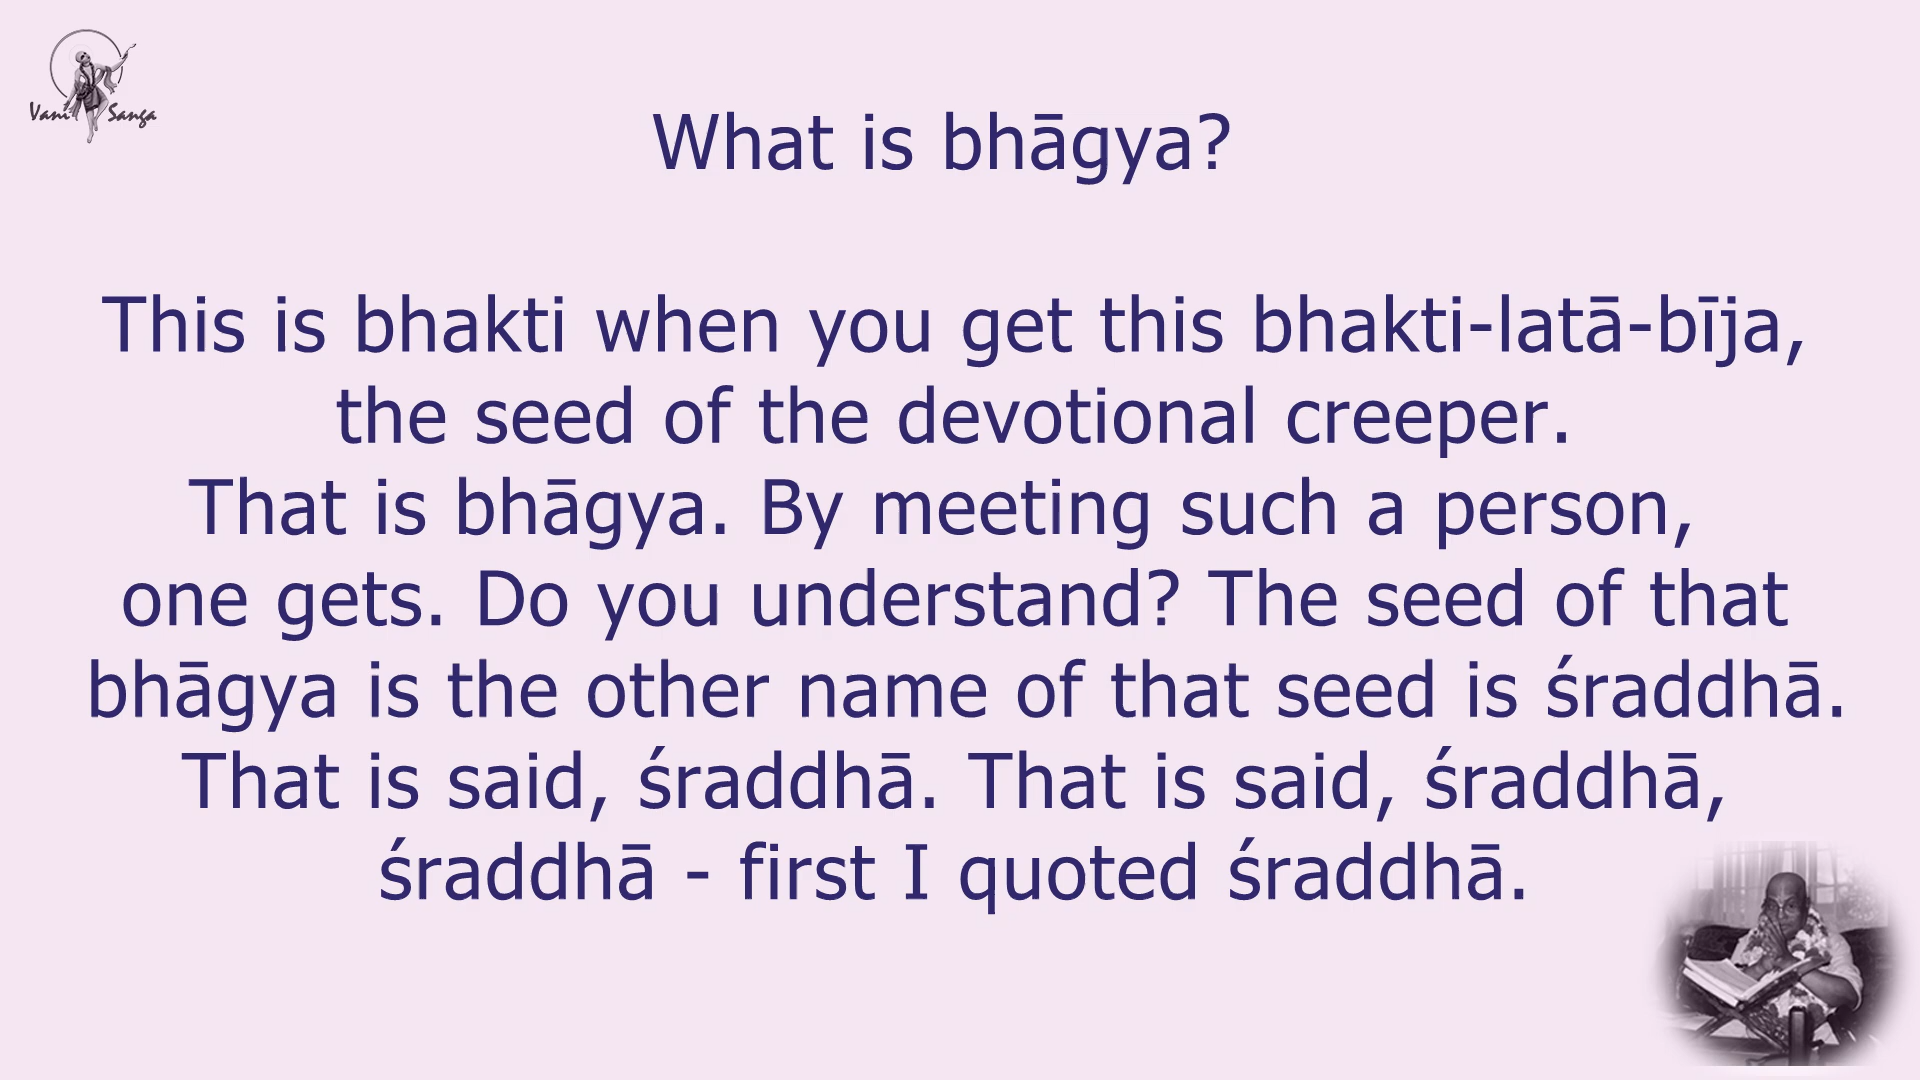 Vani Sanga
What is bhāgya?
This is bhakti when you get this bhakti-latā-bīja,
the seed of the devotional creeper.
That is bhāgya. By meeting such a person,
one gets. Do you understand? The seed of that
bhāgya is the other name of that seed is śraddhā.
That is said, śraddhā. That is said, śraddhā,
śraddhā - first I quoted śraddhā.